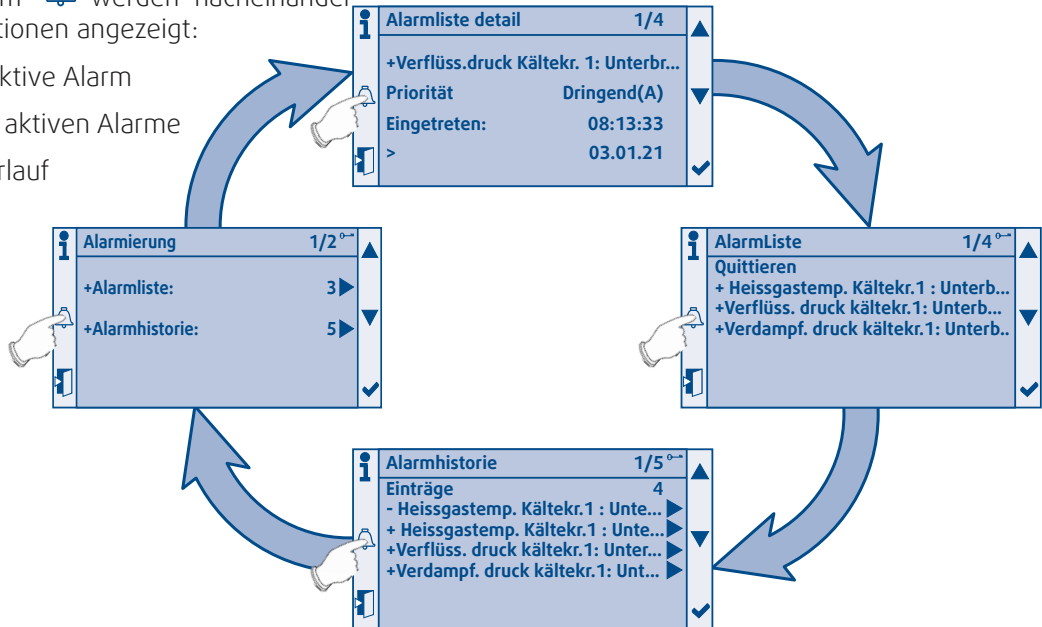 werden nacheinander
tionen angezeigt:
ktive Alarm
aktiven Alarme
rlauf
Alarmliste detail 1/4
+Verflüss.druck Kältekr. 1: Unterbr...
Priorität Dringend(A)
Eingetreten: 08:13:33
> 03.01.21
Alarmierung 1/2
+Alarmliste: 3
+Alarmhistorie: 5
AlarmListe 1/4
Quittieren
+ Heissgastemp. Kältekr.1 : Unterb...
+Verflüss. druck kältekr.1: Unterb...
+Verdampf. druck kältekr.1: Unterb..
Alarmhistorie 1/5
Einträge 4
- Heissgastemp. Kältekr.1 : Unte...
+ Heissgastemp. Kältekr.1 : Unte...
+Verflüss. druck kältekr.1: Unter...
+Verdampf. druck kältekr.1: Unt...